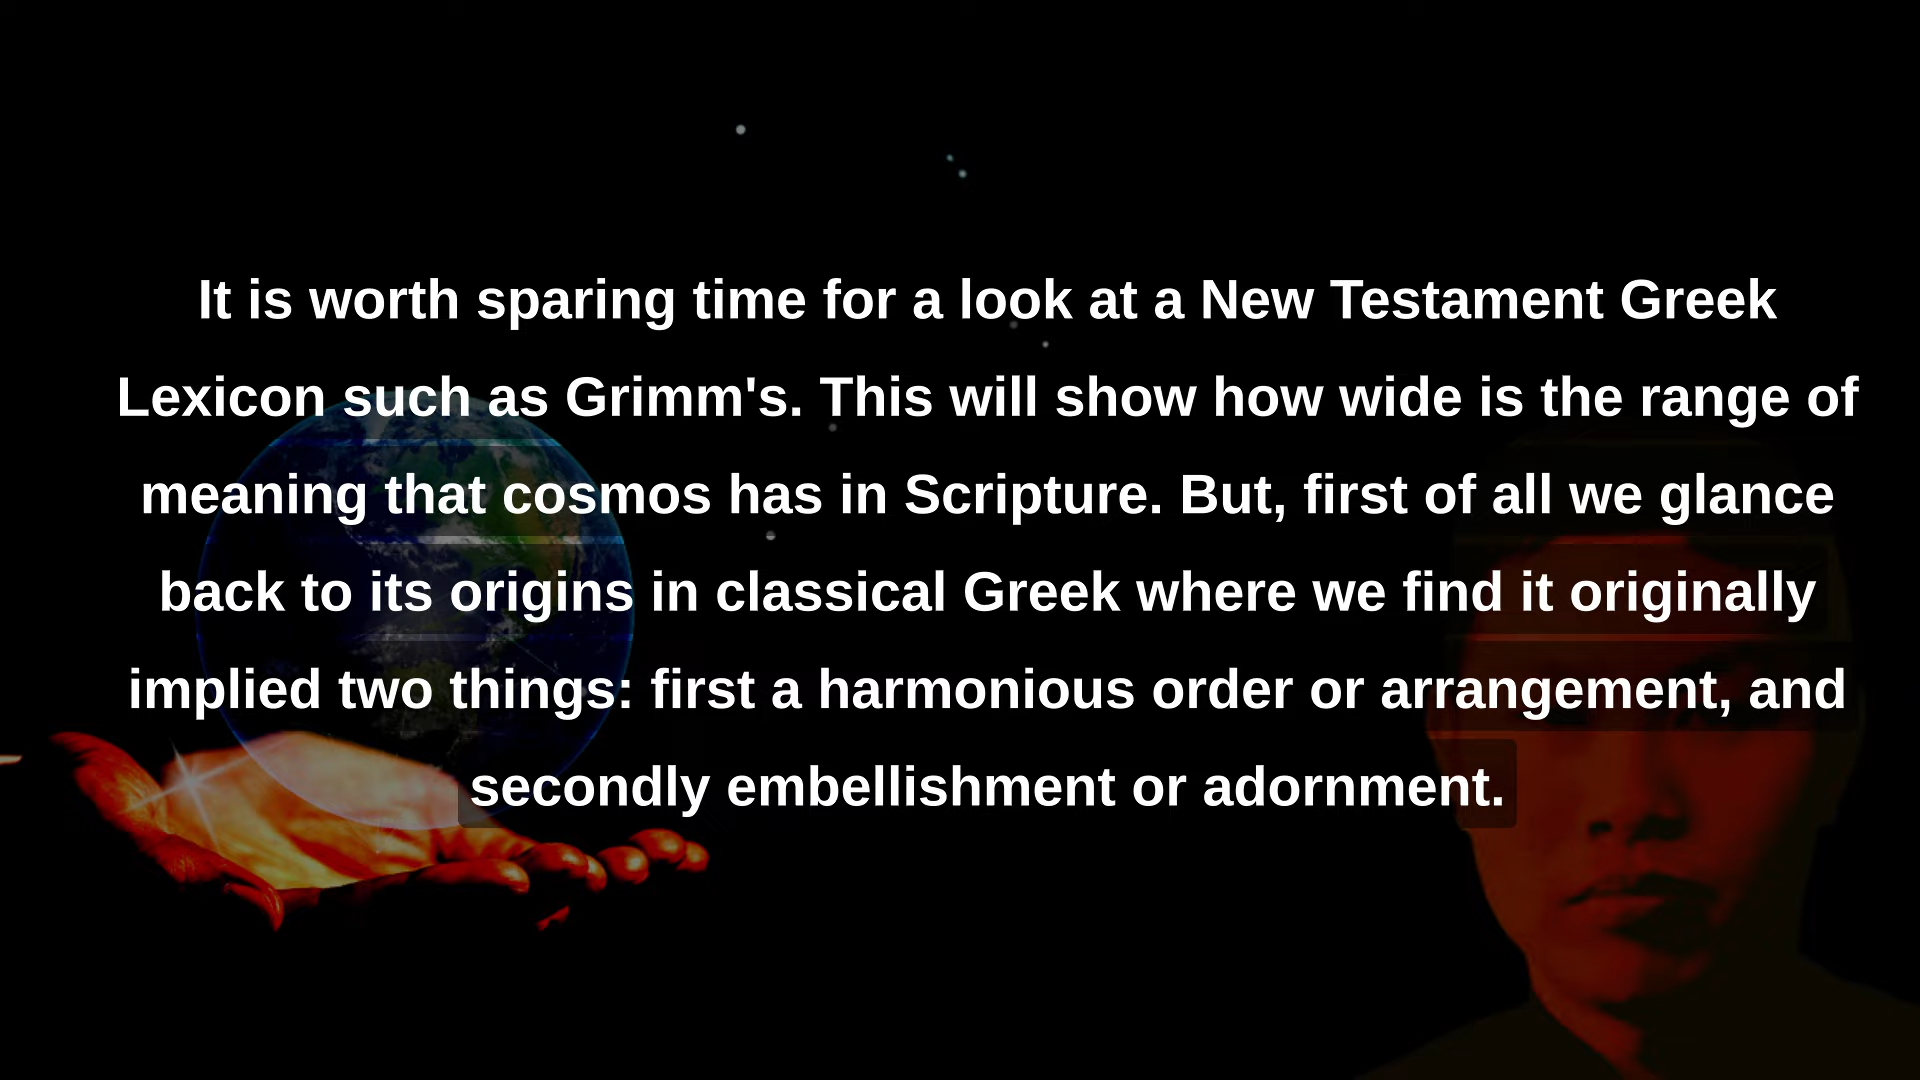 It is worth sparing time for a look at a New Testament Greek
Lexicon such as Grimm's. This will show how wide is the range of
meaning that cosmos has in Scripture. But, first of all we glance
back to its origins in classical Greek where we find it originally
implied two things: first a harmonious order or arrangement, and
secondly embellishment or adornment.